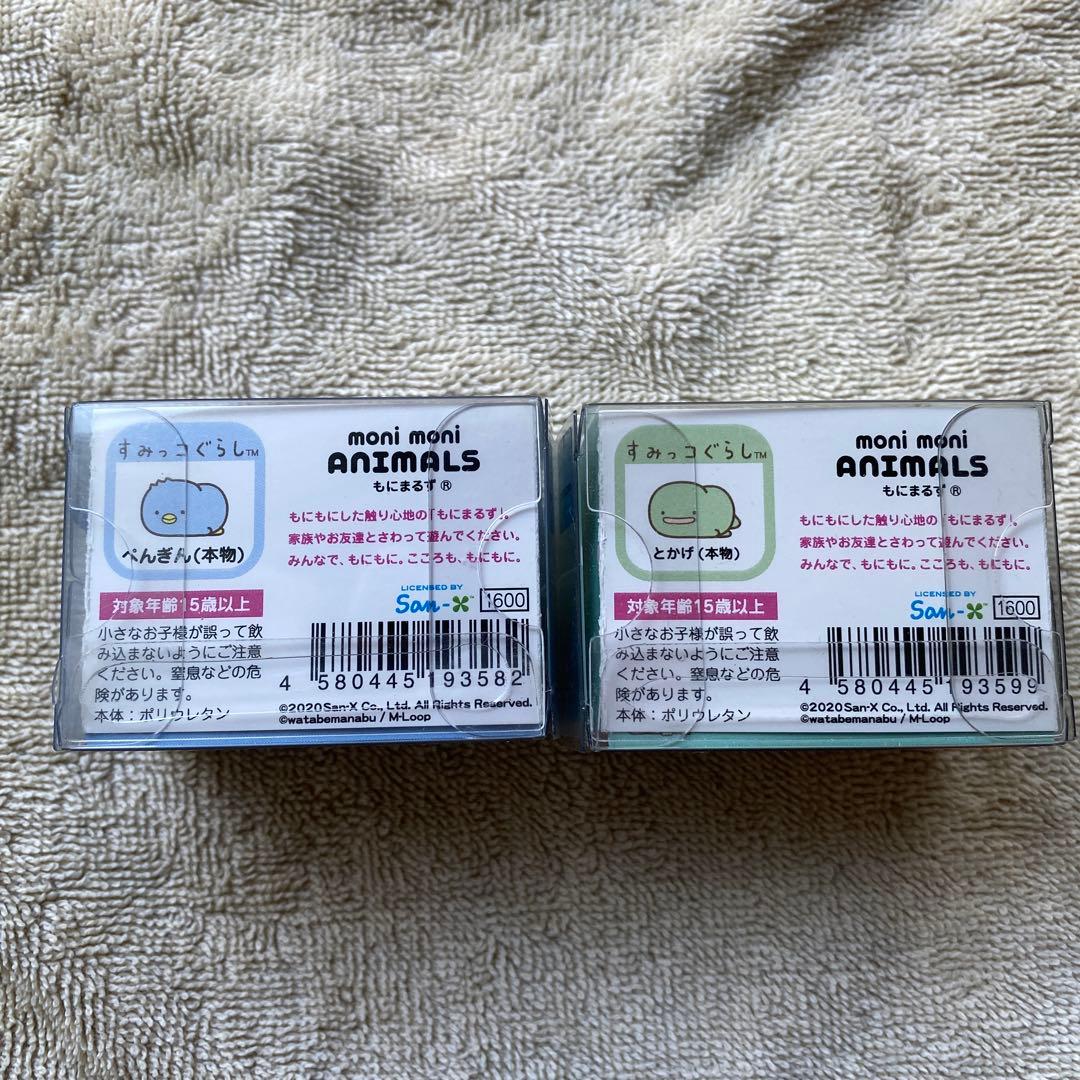 すみっコぐらし™
ぺんぎん(本物)
moni moni
ANIMALS
もにまるず®
もにもにした触り心地の「もにまるず」。
家族やお友達とさわって遊んでください。
みんなで、もにもに。こころも、もにもに。
対象年齢15歳以上
小さなお子様が誤って飲
み込まないようにご注意
ください。窒息などの危
険があります。
本体:ポリウレタン
LICENSED BY
San-X™
1600
4 580445 193582
©2020San-X Co., Ltd. All Rights Reserved.
©watabemanabu / M-Loop
すみっコぐらし™
とかげ(本物)
moni moni
ANIMALS
もにまるず®
もにもにした触り心地の「もにまるず」。
家族やお友達とさわって遊んでください。
みんなで、もにもに。こころも、もにもに。
対象年齢15歳以上
小さなお子様が誤って飲
み込まないようにご注意
ください。窒息などの危
険があります。
本体:ポリウレタン
LICENSED BY
San-X™
1600
4 580445 193599
©2020San-X Co., Ltd. All Rights Reserved.
©watabemanabu / M-Loop